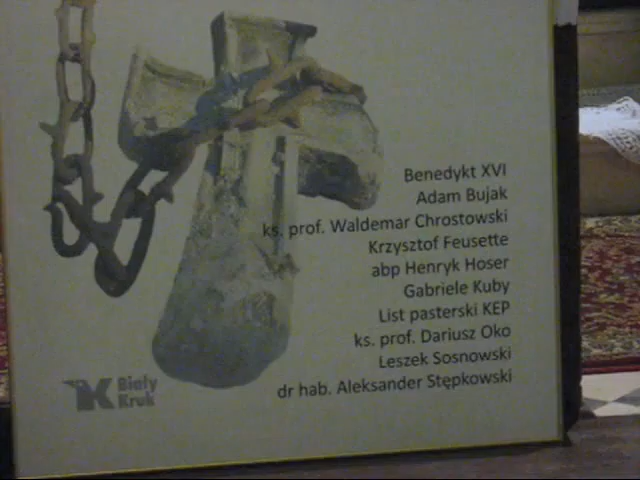 Benedykt XVI
Adam Bujak
ks. prof. Waldemar Chrostowski
Krzysztof Feusette
abp Henryk Hoser
Gabriele Kuby
List pasterski KEP
ks. prof. Dariusz Oko
Leszek Sosnowski
dr hab. Aleksander Stępkowski
Biały
Kruk